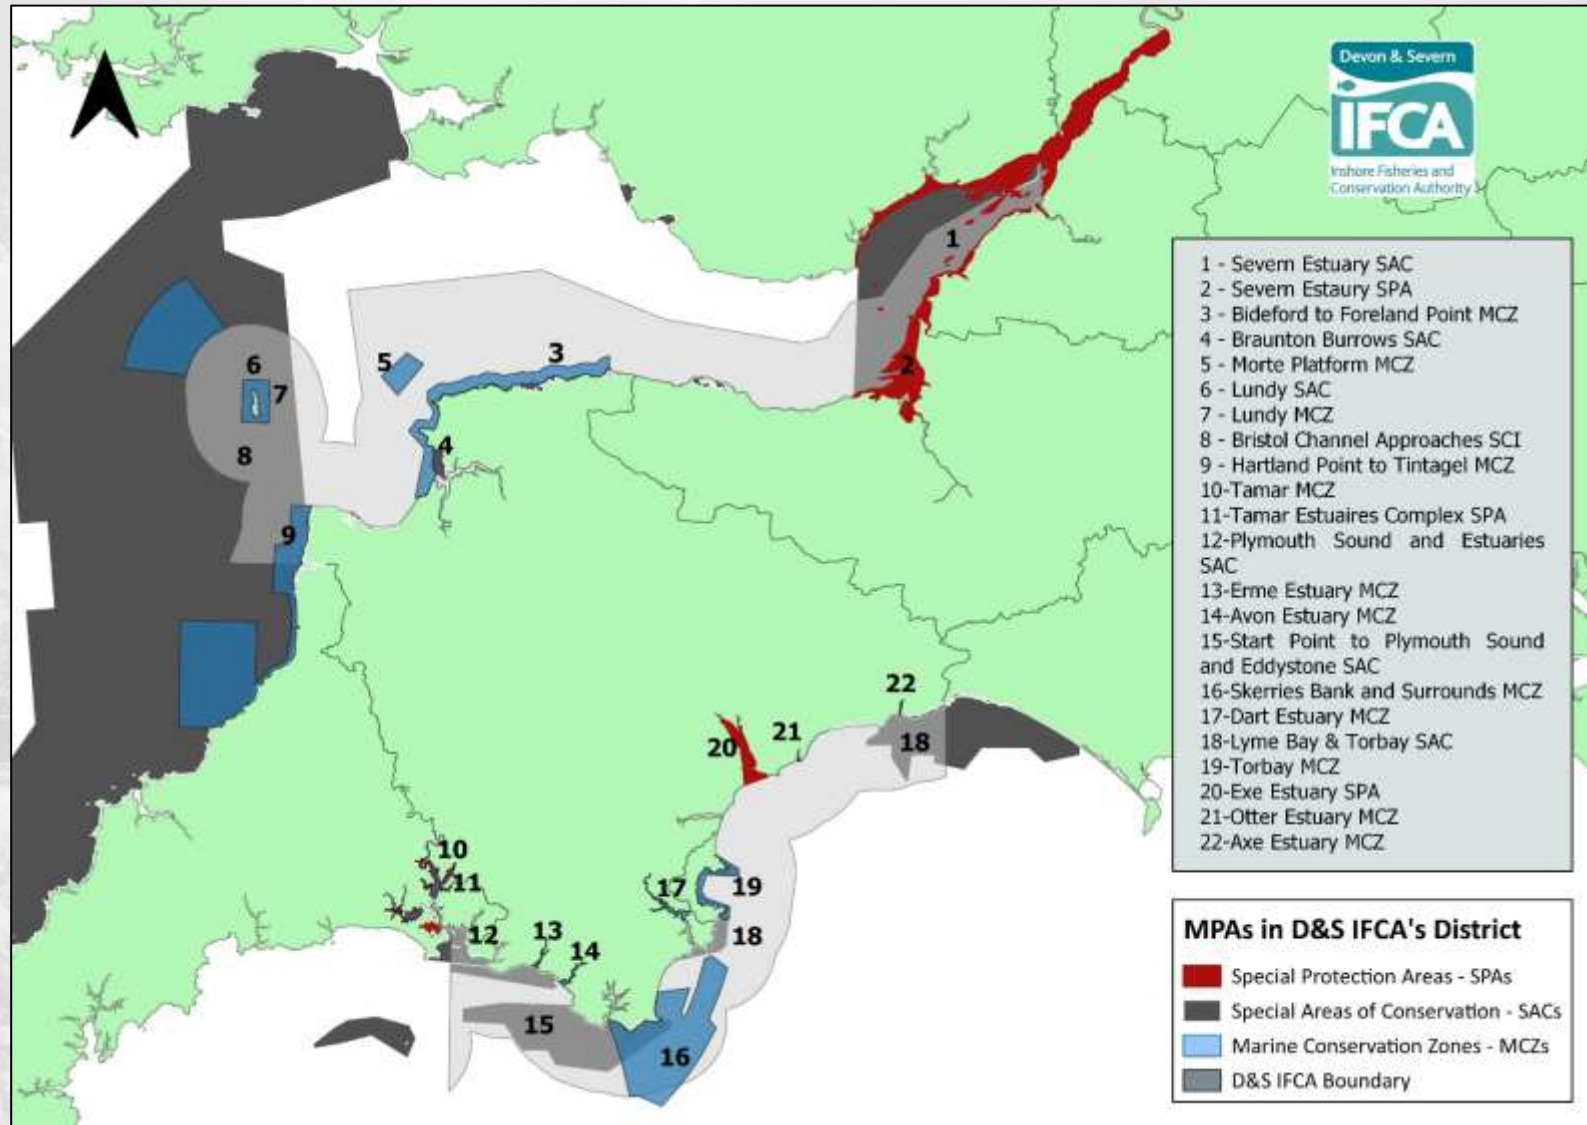 Devon & Severn
IFCA
Inshore Fisheries and
Conservation Authority
1
1 - Severn Estuary SAC
2 - Severn Estaury SPA
3 - Bideford to Foreland Point MCZ
4 - Braunton Burrows SAC
5 - Morte Platform MCZ
6 - Lundy SAC
7 - Lundy MCZ
8 - Bristol Channel Approaches SCI
9 - Hartland Point to Tintagel MCZ
10-Tamar MCZ
11-Tamar Estuaires Complex SPA
12-Plymouth Sound and Estuaries
SAC
13-Erme Estuary MCZ
14-Avon Estuary MCZ
15-Start Point to Plymouth Sound
and Eddystone SAC
16-Skerries Bank and Surrounds MCZ
17-Dart Estuary MCZ
18-Lyme Bay & Torbay SAC
19-Torbay MCZ
20-Exe Estuary SPA
21-Otter Estuary MCZ
22-Axe Estuary MCZ
3
5
6
2
7
4
8
9
22
18
20
21
10
11
17
19
12
13
18
14
15
16
MPAs in D&S IFCA's District
Special Protection Areas - SPAs
Special Areas of Conservation - SACs
Marine Conservation Zones - MCZs
D&S IFCA Boundary